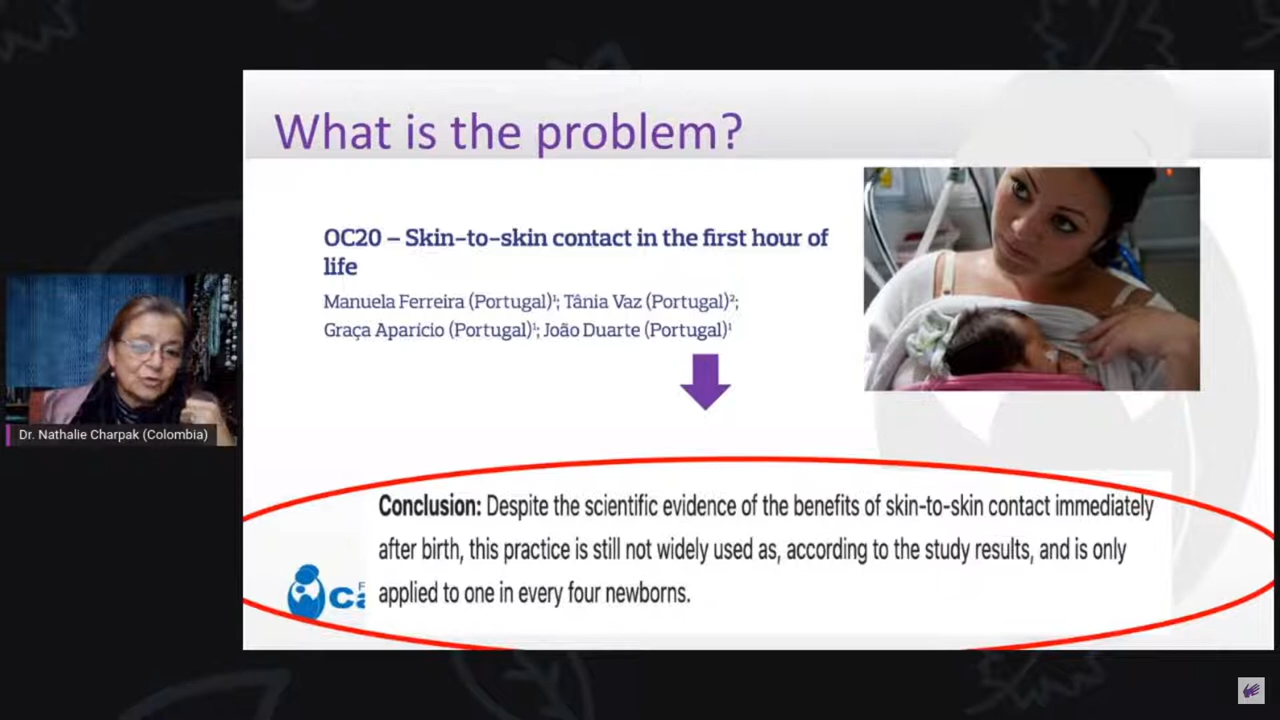 What is the problem?
OC20 – Skin-to-skin contact in the first hour of
life
Manuela Ferreira (Portugal)¹; Tânia Vaz (Portugal)²;
Graça Aparício (Portugal)¹; João Duarte (Portugal)¹
Dr. Nathalie Charpak (Colombia)
Conclusion: Despite the scientific evidence of the benefits of skin-to-skin contact immediately
after birth, this practice is still not widely used as, according to the study results, and is only
applied to one in every four newborns.